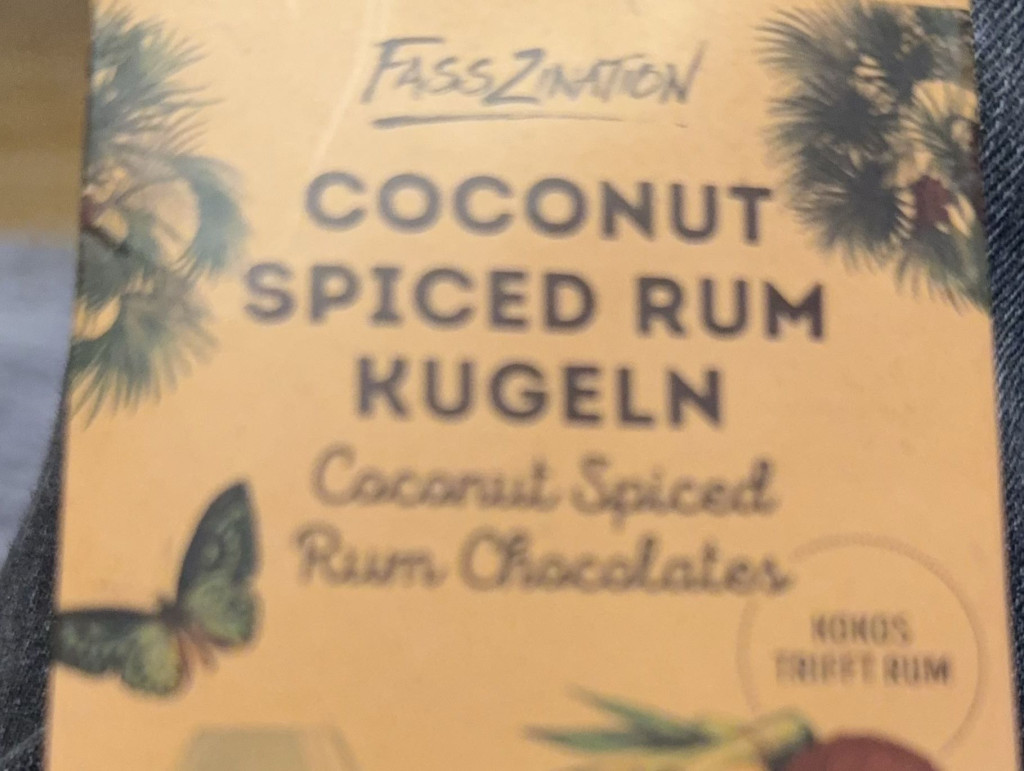 FASSZINATION
COCONUT
SPICED RUM
KUGELN
Coconut Spiced
Rum Chocolates
KOKOS
TRIFFT RUM